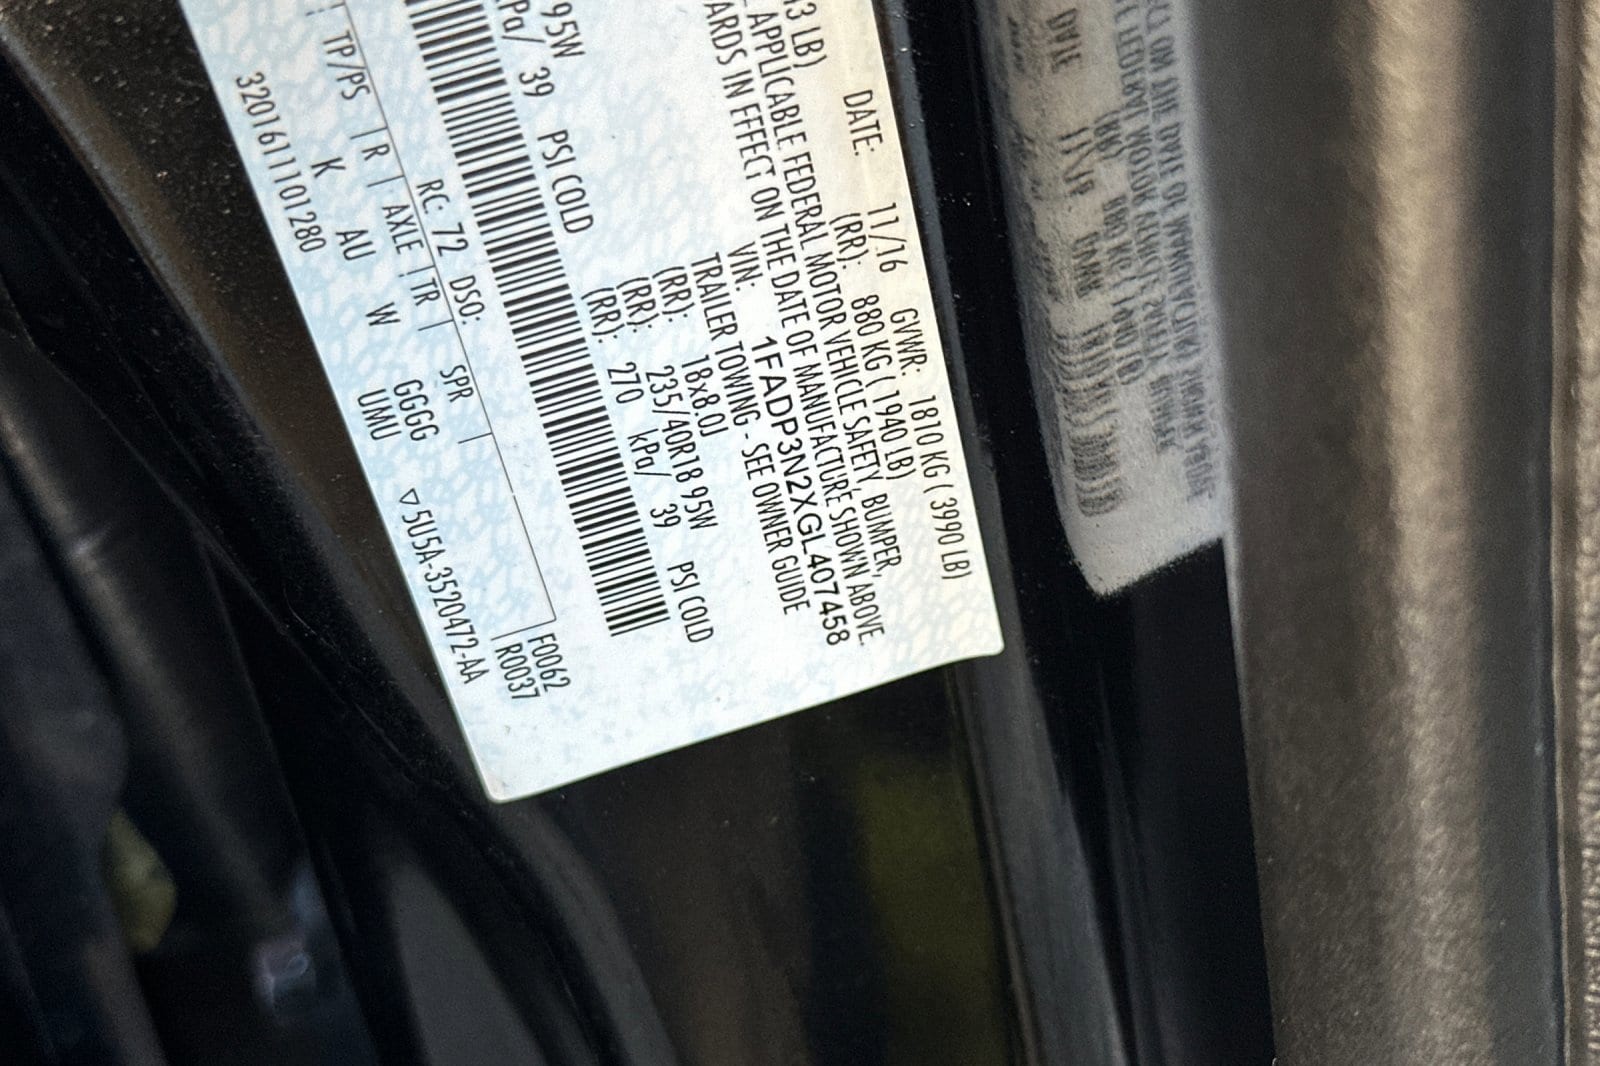 DATE: 11/16 GVWR: 1810 KG ( 3990 LB)
13 LB) (RR): 880 KG ( 1940 LB)
APPLICABLE FEDERAL MOTOR VEHICLE SAFETY, BUMPER,
ARDS IN EFFECT ON THE DATE OF MANUFACTURE SHOWN ABOVE.
VIN: 1FADP3N2XGL407458
TRAILER TOWING - SEE OWNER GUIDE
(RR): 18x8.0J
95W (RR): 235/40R18 95W
kPa/ 39 PSI COLD (RR): 270 kPa/ 39 PSI COLD
RC: 72 DSO: F0062
TP/PS R AXLE TR SPR R0037
K AU W GGGG ▽5U5A-3520472-AA
3201611101280 UMU